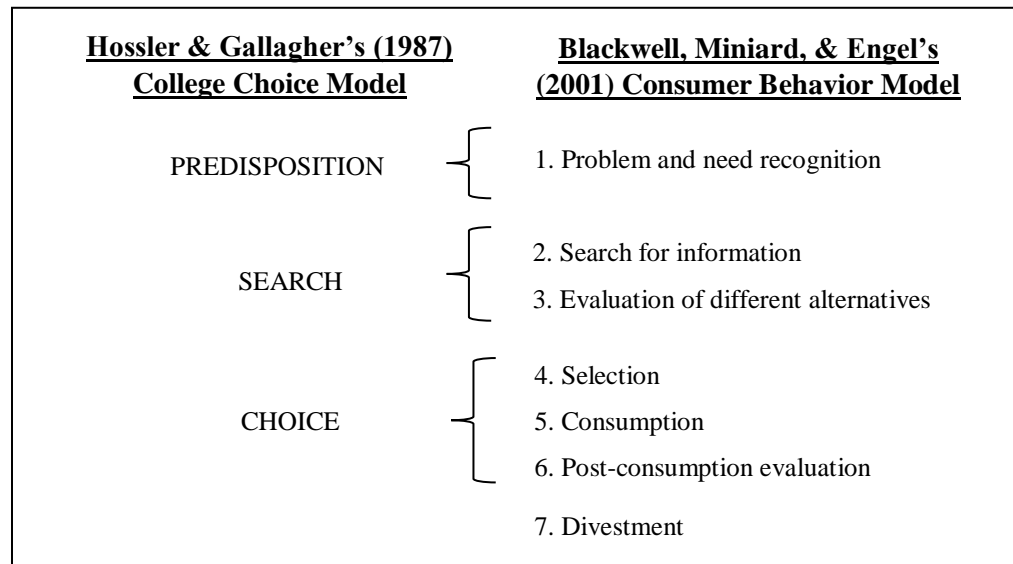 Hossler & Gallagher's (1987)
College Choice Model
Blackwell, Miniard, & Engel's
(2001) Consumer Behavior Model
PREDISPOSITION
1. Problem and need recognition
SEARCH
2. Search for information
3. Evaluation of different alternatives
CHOICE
4. Selection
5. Consumption
6. Post-consumption evaluation
7. Divestment